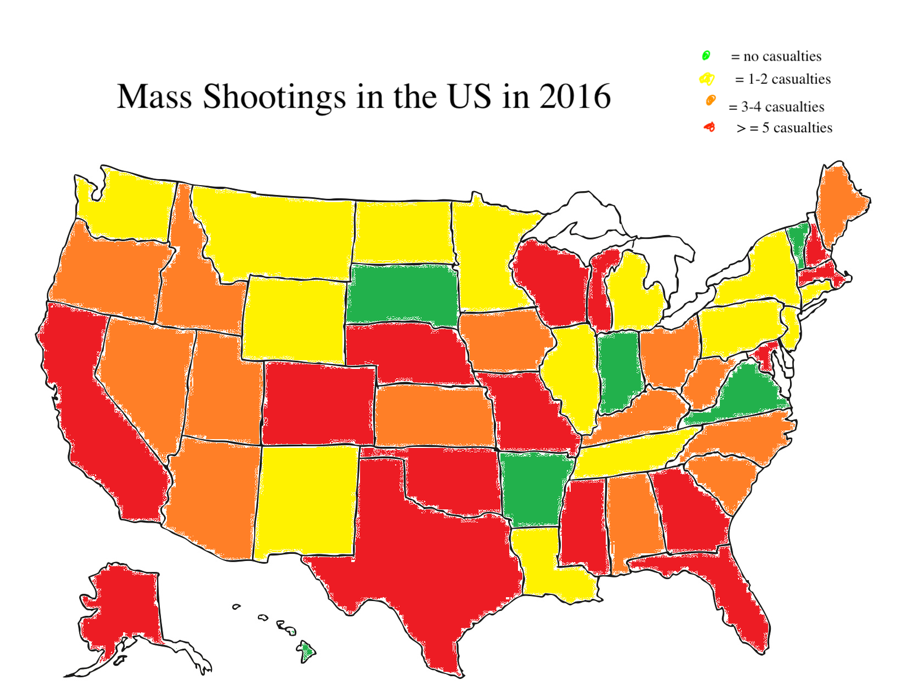 = no casualties
= 1-2 casualties
Mass Shootings in the US in 2016
= 3-4 casualties
> = 5 casualties